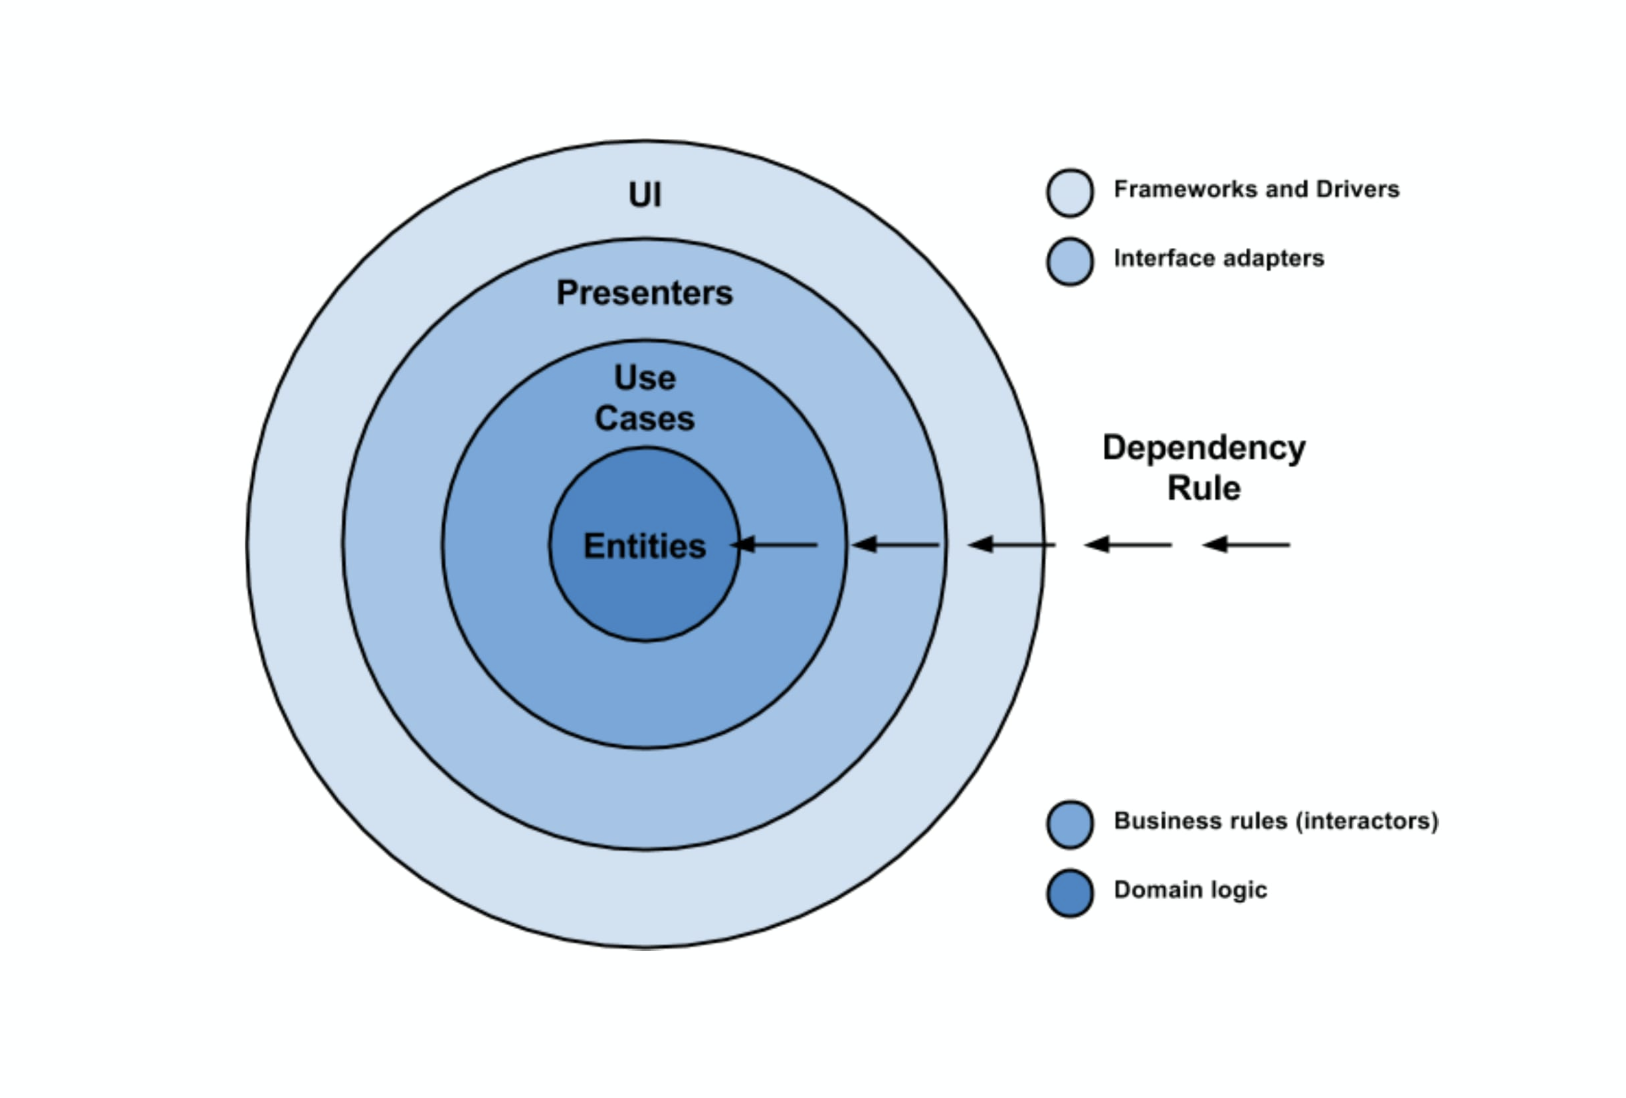 UI
Presenters
Use
Cases
Entities
Frameworks and Drivers
Interface adapters
Dependency
Rule
Business rules (interactors)
Domain logic